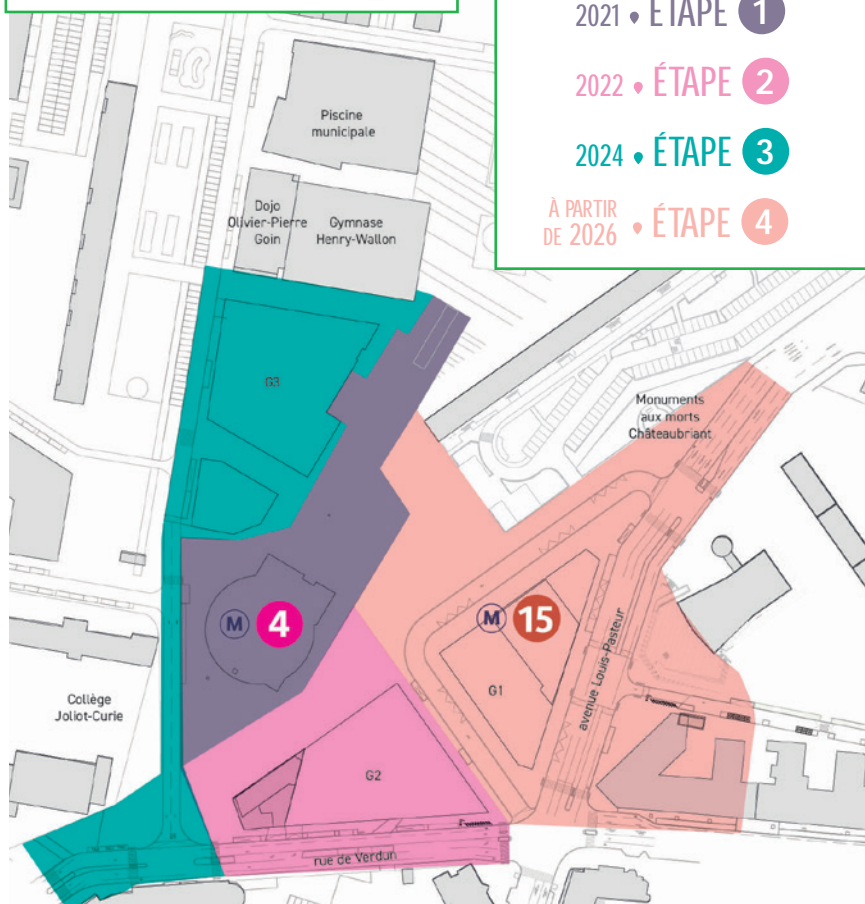 2021 • ÉTAPE 1
2022 • ÉTAPE 2
2024 • ÉTAPE 3
À PARTIR
DE 2026 • ÉTAPE 4
Piscine
municipale
Dojo
Olivier-Pierre
Goin
Gymnase
Henry-Wallon
G3
Monuments
aux morts
Châteaubriant
M 4
M 15
G1
avenue Louis-Pasteur
Collège
Joliot-Curie
G2
rue de Verdun